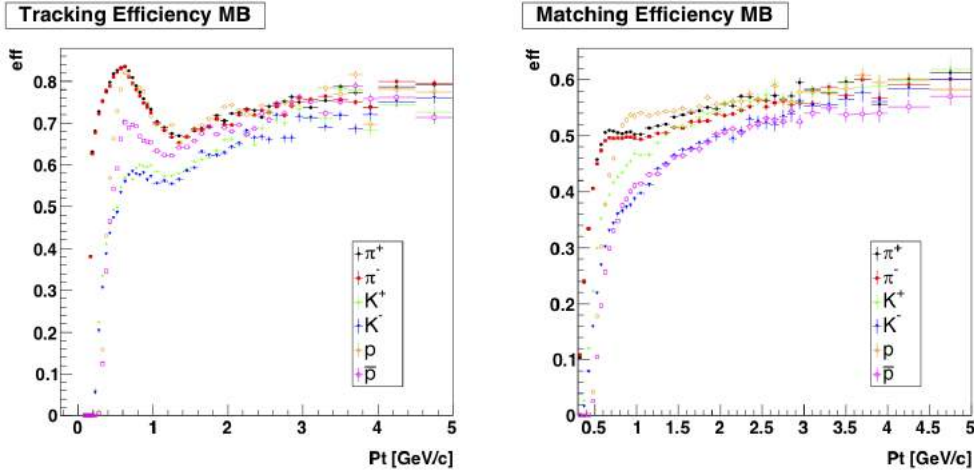 Tracking Efficiency MB
eff
0.8
0.7
0.6
0.5
0.4
0.3
0.2
0.1
0
0 1 2 3 4 5
Pt [GeV/c]
π⁺
π⁻
K⁺
K⁻
p
p̅
Matching Efficiency MB
eff
0.6
0.5
0.4
0.3
0.2
0.1
0
0.5 1 1.5 2 2.5 3 3.5 4 4.5 5
Pt [GeV/c]
π⁺
π⁻
K⁺
K⁻
p
p̅